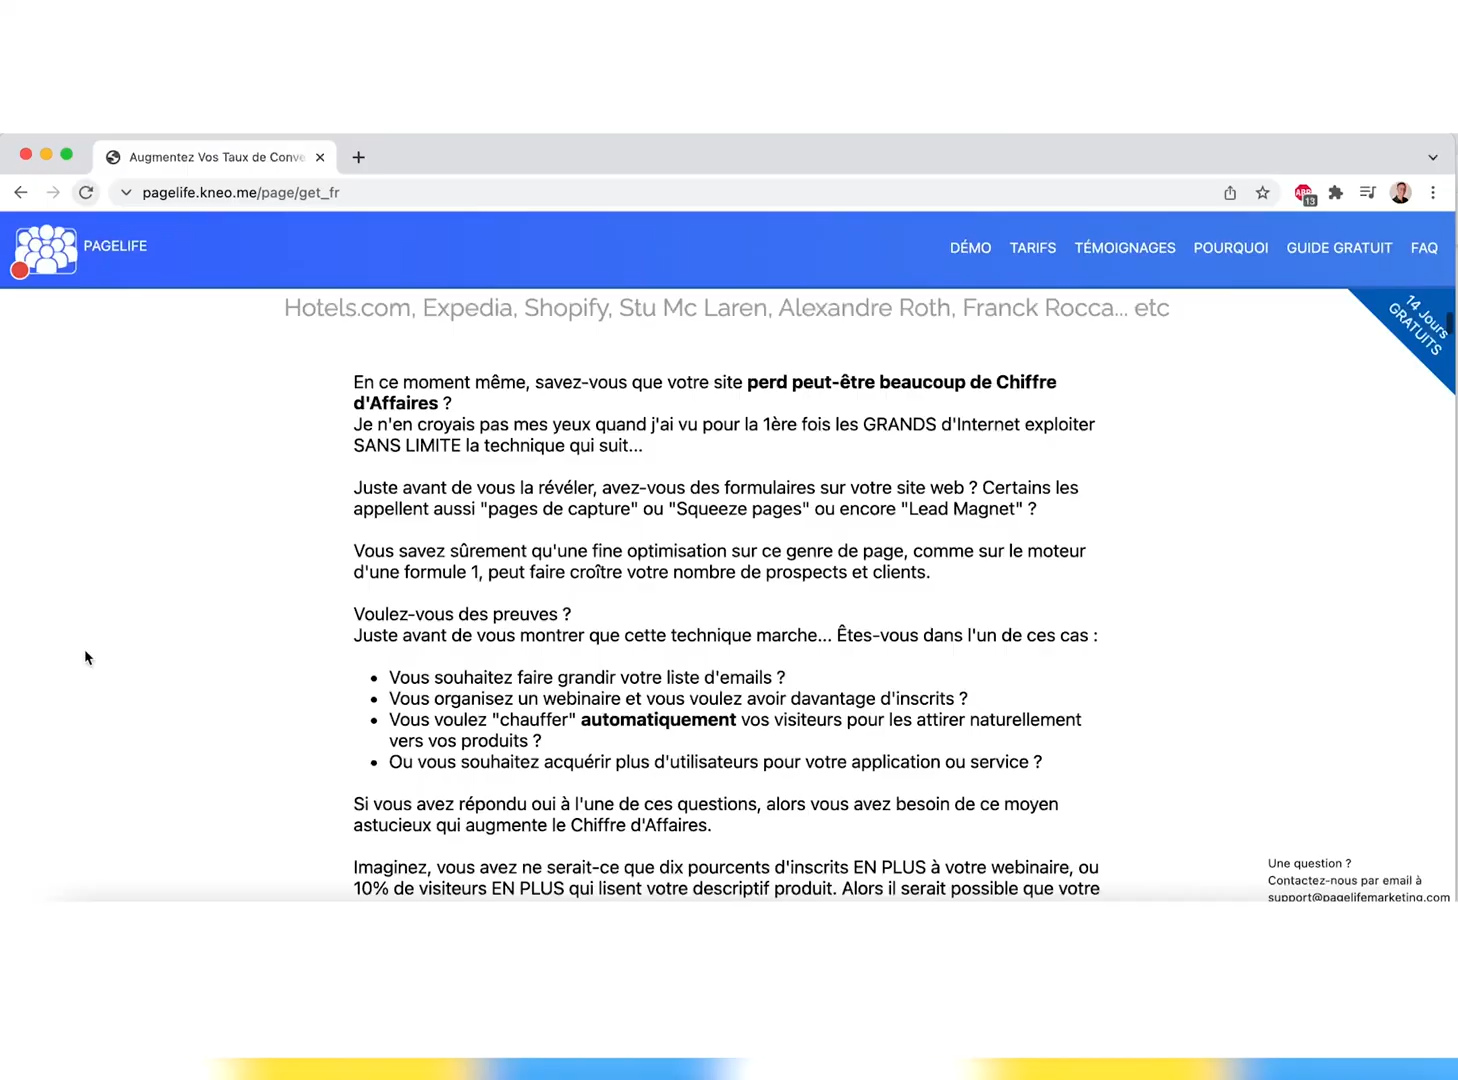 Augmentez Vos Taux de Conve
pagelife.kneo.me/page/get_fr
13
PAGELIFE
DÉMO TARIFS TÉMOIGNAGES POURQUOI GUIDE GRATUIT FAQ
14 Jours
GRATUITS
Hotels.com, Expedia, Shopify, Stu Mc Laren, Alexandre Roth, Franck Rocca... etc
En ce moment même, savez-vous que votre site perd peut-être beaucoup de Chiffre
d'Affaires ?
Je n'en croyais pas mes yeux quand j'ai vu pour la 1ère fois les GRANDS d'Internet exploiter
SANS LIMITE la technique qui suit...
Juste avant de vous la révéler, avez-vous des formulaires sur votre site web ? Certains les
appellent aussi "pages de capture" ou "Squeeze pages" ou encore "Lead Magnet" ?
Vous savez sûrement qu'une fine optimisation sur ce genre de page, comme sur le moteur
d'une formule 1, peut faire croître votre nombre de prospects et clients.
Voulez-vous des preuves ?
Juste avant de vous montrer que cette technique marche... Êtes-vous dans l'un de ces cas :
• Vous souhaitez faire grandir votre liste d'emails ?
• Vous organisez un webinaire et vous voulez avoir davantage d'inscrits ?
• Vous voulez "chauffer" automatiquement vos visiteurs pour les attirer naturellement
vers vos produits ?
• Ou vous souhaitez acquérir plus d'utilisateurs pour votre application ou service ?
Si vous avez répondu oui à l'une de ces questions, alors vous avez besoin de ce moyen
astucieux qui augmente le Chiffre d'Affaires.
Imaginez, vous avez ne serait-ce que dix pourcents d'inscrits EN PLUS à votre webinaire, ou
10% de visiteurs EN PLUS qui lisent votre descriptif produit. Alors il serait possible que votre
Une question ?
Contactez-nous par email à
support@pagelifemarketing.com